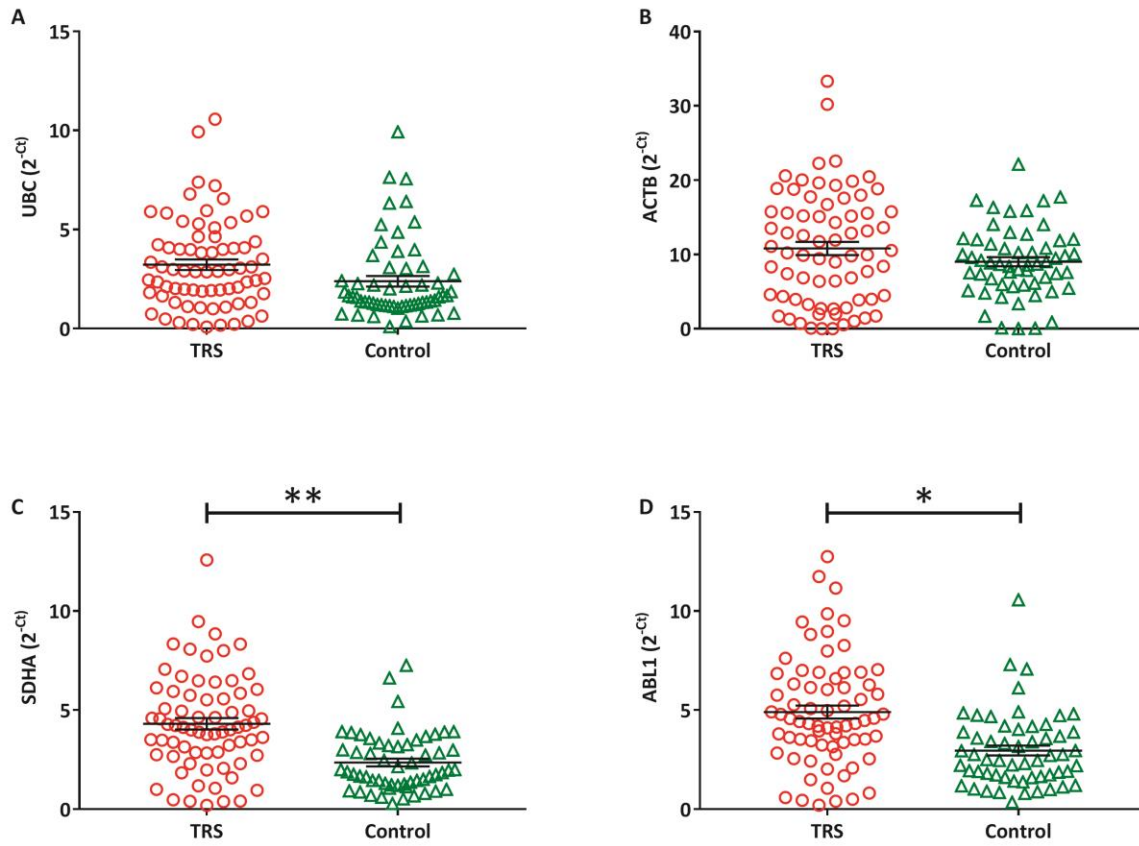 A
15
10
5
0
UBC (2^-Ct)
TRS
Control
B
40
30
20
10
0
ACTB (2^-Ct)
TRS
Control
C
15
10
5
0
SDHA (2^-Ct)
**
TRS
Control
D
15
10
5
0
ABL1 (2^-Ct)
*
TRS
Control